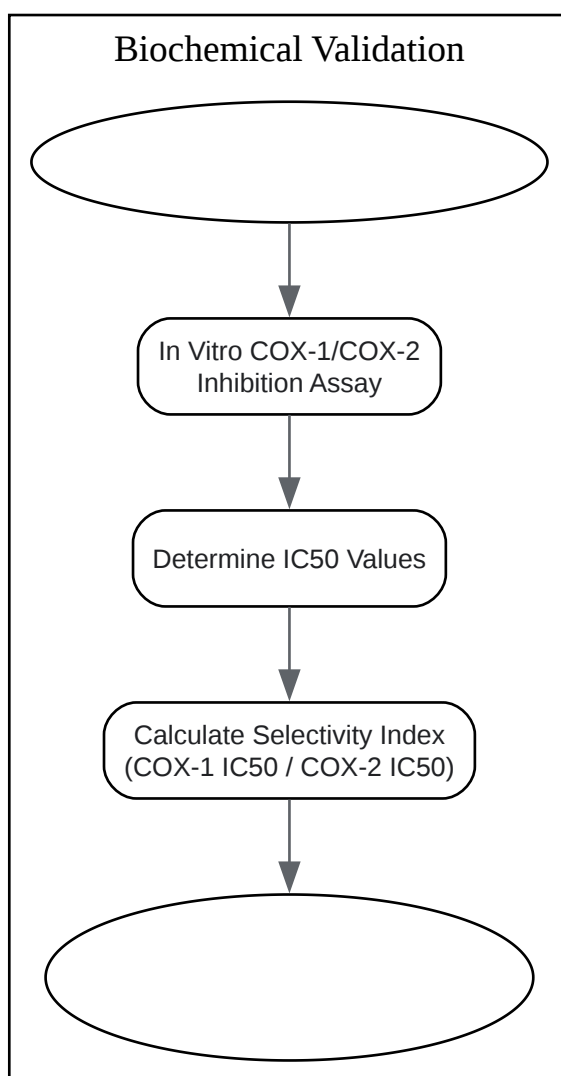 Biochemical Validation
In Vitro COX-1/COX-2
Inhibition Assay
Determine IC50 Values
Calculate Selectivity Index
(COX-1 IC50 / COX-2 IC50)